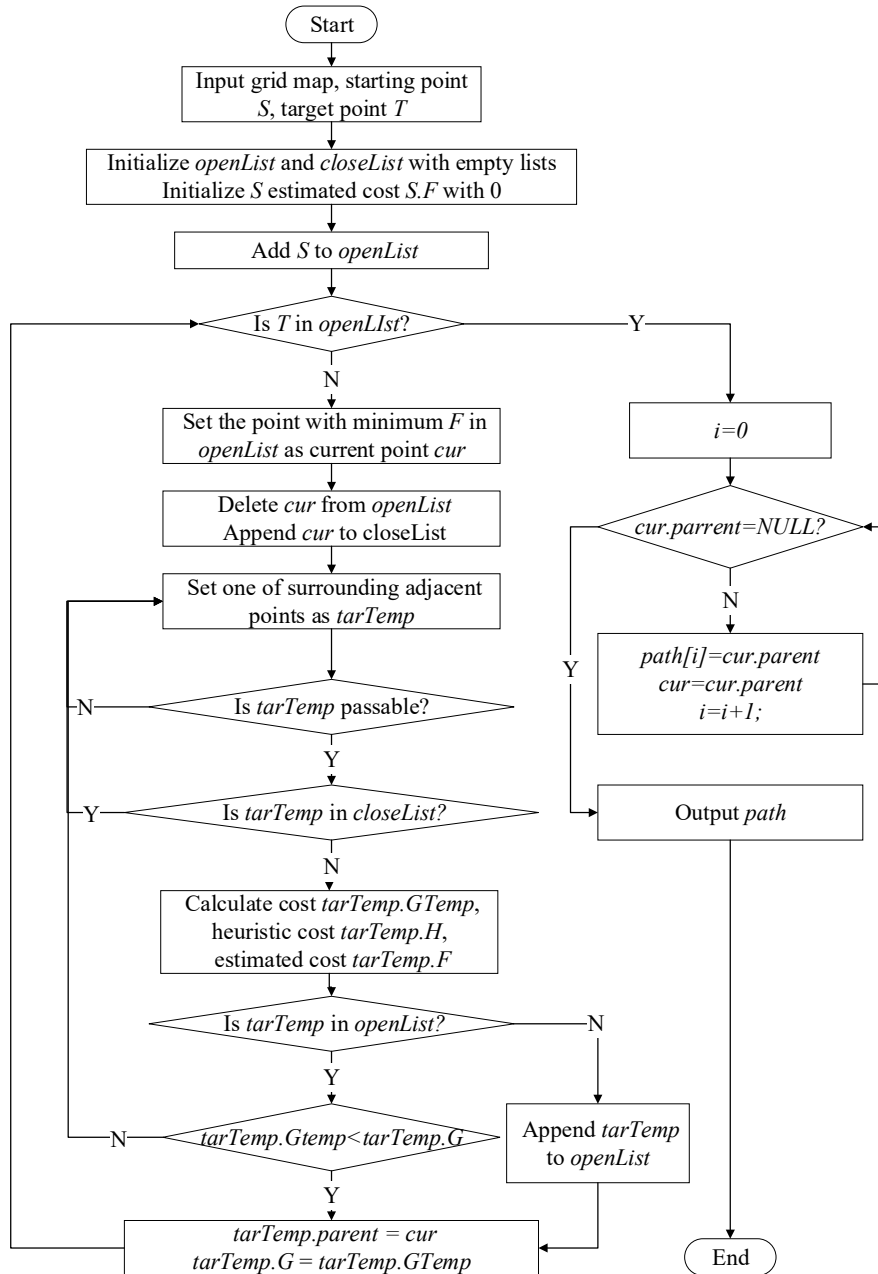 Start
Input grid map, starting point
S, target point T
Initialize openList and closeList with empty lists
Initialize S estimated cost S.F with 0
Add S to openList
Is T in openLIst?
Y
N
Set the point with minimum F in
openList as current point cur
i=0
Delete cur from openList
Append cur to closeList
cur.parrent=NULL?
Set one of surrounding adjacent
points as tarTemp
N
path[i]=cur.parent
cur=cur.parent
i=i+1;
Y
Is tarTemp passable?
N
Y
Is tarTemp in closeList?
Y
N
Output path
Calculate cost tarTemp.GTemp,
heuristic cost tarTemp.H,
estimated cost tarTemp.F
Is tarTemp in openList?
N
Y
tarTemp.Gtemp<tarTemp.G
N
Append tarTemp
to openList
Y
tarTemp.parent = cur
tarTemp.G = tarTemp.GTemp
End